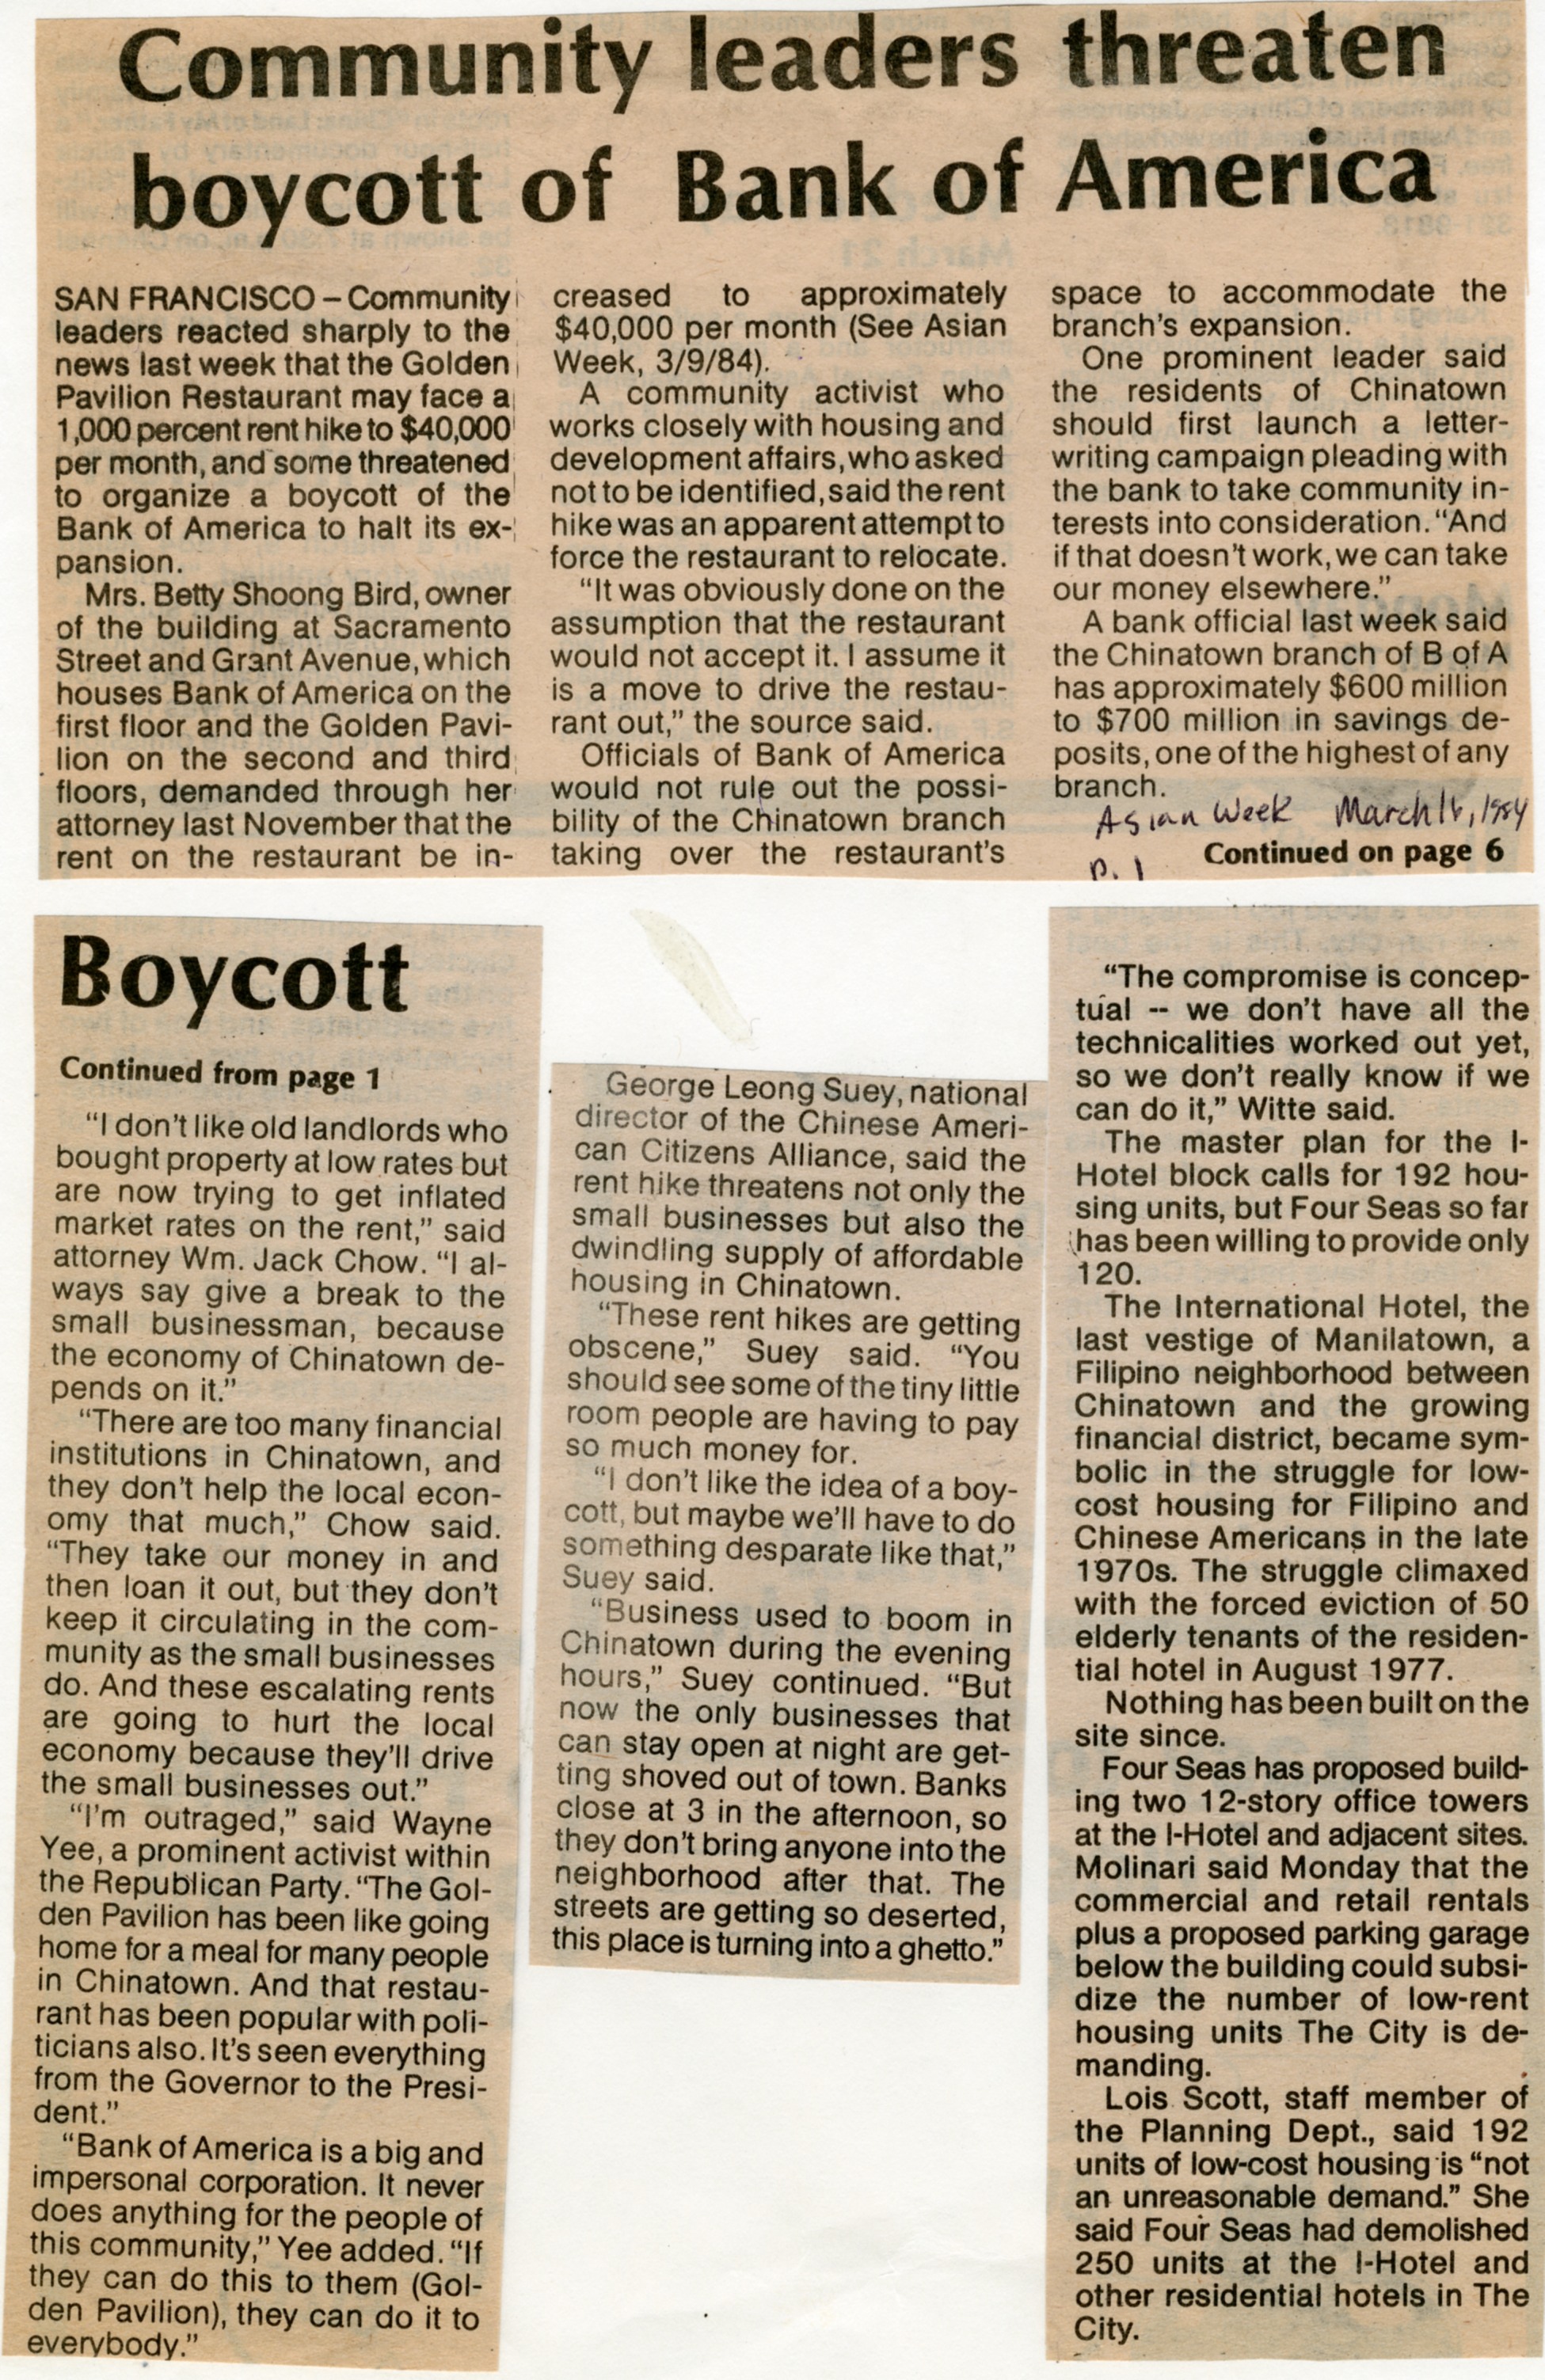 Community leaders threaten
boycott of Bank of America
SAN FRANCISCO – Community
leaders reacted sharply to the
news last week that the Golden
Pavilion Restaurant may face a
1,000 percent rent hike to $40,000
per month, and some threatened
to organize a boycott of the
Bank of America to halt its ex-
pansion.
Mrs. Betty Shoong Bird, owner
of the building at Sacramento
Street and Grant Avenue, which
houses Bank of America on the
first floor and the Golden Pavi-
lion on the second and third
floors, demanded through her
attorney last November that the
rent on the restaurant be in-
creased to approximately
$40,000 per month (See Asian
Week, 3/9/84).
A community activist who
works closely with housing and
development affairs, who asked
not to be identified, said the rent
hike was an apparent attempt to
force the restaurant to relocate.
“It was obviously done on the
assumption that the restaurant
would not accept it. I assume it
is a move to drive the restau-
rant out,” the source said.
Officials of Bank of America
would not rule out the possi-
bility of the Chinatown branch
taking over the restaurant's
space to accommodate the
branch's expansion.
One prominent leader said
the residents of Chinatown
should first launch a letter-
writing campaign pleading with
the bank to take community in-
terests into consideration. “And
if that doesn't work, we can take
our money elsewhere.”
A bank official last week said
the Chinatown branch of B of A
has approximately $600 million
to $700 million in savings de-
posits, one of the highest of any
branch.
Asian Week March 16, 1984
p. 1
Continued on page 6
Boycott
Continued from page 1
“I don't like old landlords who
bought property at low rates but
are now trying to get inflated
market rates on the rent,” said
attorney Wm. Jack Chow. “I al-
ways say give a break to the
small businessman, because
the economy of Chinatown de-
pends on it.”
“There are too many financial
institutions in Chinatown, and
they don't help the local econ-
omy that much,” Chow said.
“They take our money in and
then loan it out, but they don't
keep it circulating in the com-
munity as the small businesses
do. And these escalating rents
are going to hurt the local
economy because they'll drive
the small businesses out.”
“I'm outraged,” said Wayne
Yee, a prominent activist within
the Republican Party. “The Gol-
den Pavilion has been like going
home for a meal for many people
in Chinatown. And that restau-
rant has been popular with poli-
ticians also. It's seen everything
from the Governor to the Presi-
dent.”
“Bank of America is a big and
impersonal corporation. It never
does anything for the people of
this community,” Yee added. “If
they can do this to them (Gol-
den Pavilion), they can do it to
everybody.”
George Leong Suey, national
director of the Chinese Ameri-
can Citizens Alliance, said the
rent hike threatens not only the
small businesses but also the
dwindling supply of affordable
housing in Chinatown.
“These rent hikes are getting
obscene,” Suey said. “You
should see some of the tiny little
room people are having to pay
so much money for.
“I don't like the idea of a boy-
cott, but maybe we'll have to do
something desparate like that,”
Suey said.
“Business used to boom in
Chinatown during the evening
hours,” Suey continued. “But
now the only businesses that
can stay open at night are get-
ting shoved out of town. Banks
close at 3 in the afternoon, so
they don't bring anyone into the
neighborhood after that. The
streets are getting so deserted,
this place is turning into a ghetto.”
“The compromise is concep-
tual -- we don't have all the
technicalities worked out yet,
so we don't really know if we
can do it,” Witte said.
The master plan for the I-
Hotel block calls for 192 hou-
sing units, but Four Seas so far
has been willing to provide only
120.
The International Hotel, the
last vestige of Manilatown, a
Filipino neighborhood between
Chinatown and the growing
financial district, became sym-
bolic in the struggle for low-
cost housing for Filipino and
Chinese Americans in the late
1970s. The struggle climaxed
with the forced eviction of 50
elderly tenants of the residen-
tial hotel in August 1977.
Nothing has been built on the
site since.
Four Seas has proposed build-
ing two 12-story office towers
at the I-Hotel and adjacent sites.
Molinari said Monday that the
commercial and retail rentals
plus a proposed parking garage
below the building could subsi-
dize the number of low-rent
housing units The City is de-
manding.
Lois Scott, staff member of
the Planning Dept., said 192
units of low-cost housing is “not
an unreasonable demand.” She
said Four Seas had demolished
250 units at the I-Hotel and
other residential hotels in The
City.